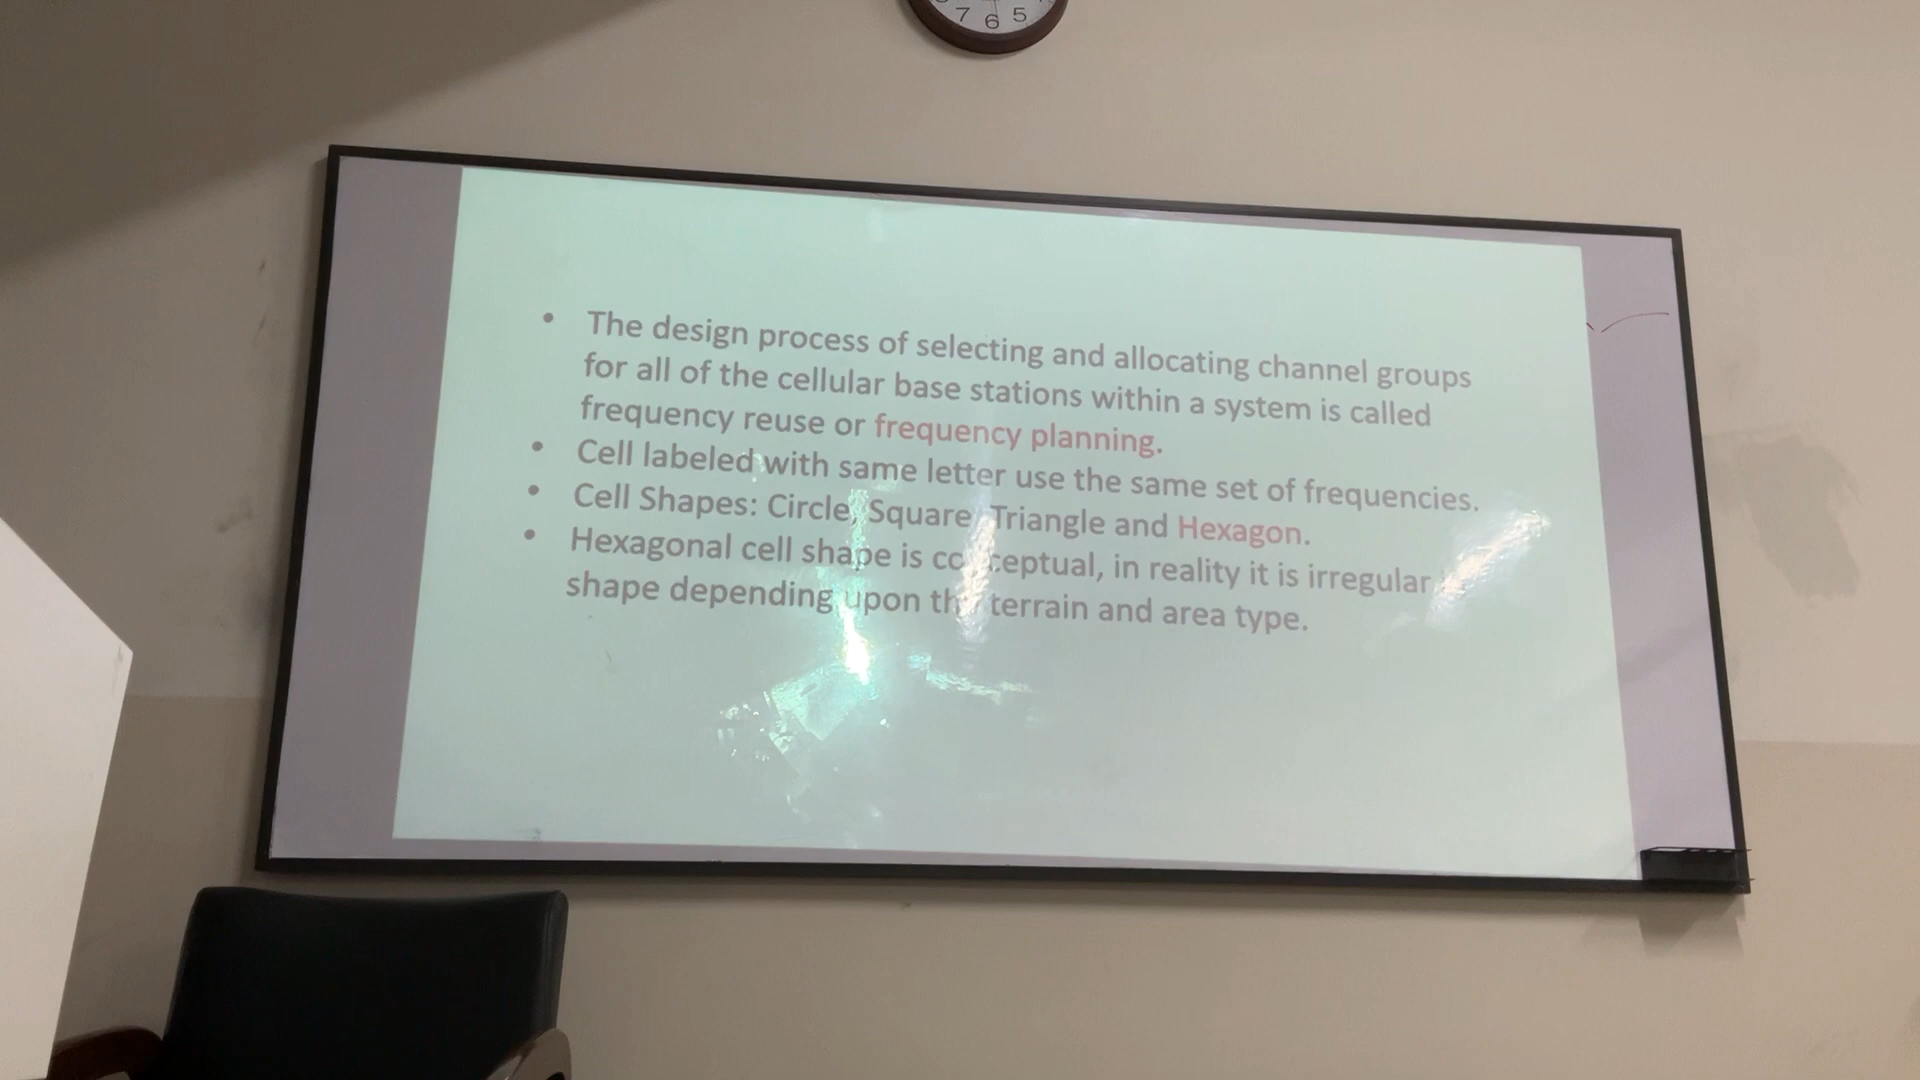 7 6 5
• The design process of selecting and allocating channel groups
for all of the cellular base stations within a system is called
frequency reuse or frequency planning.
• Cell labeled with same letter use the same set of frequencies.
• Cell Shapes: Circle, Square, Triangle and Hexagon.
• Hexagonal cell shape is conceptual, in reality it is irregular
shape depending upon the terrain and area type.